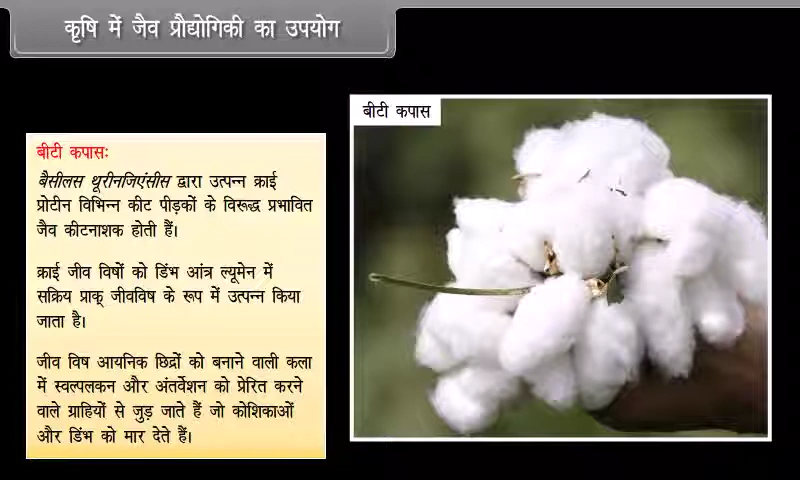 कृषि में जैव प्रौद्योगिकी का उपयोग
बीटी कपास
बीटी कपासः
बैसीलस थूरीनजिएंसीस द्वारा उत्पन्न क्राई
प्रोटीन विभिन्न कीट पीड़कों के विरूद्ध प्रभावित
जैव कीटनाशक होती हैं।
क्राई जीव विषों को डिंभ आंत्र ल्यूमेन में
सक्रिय प्राक् जीवविष के रूप में उत्पन्न किया
जाता है।
जीव विष आयनिक छिद्रों को बनाने वाली कला
में स्वल्पलकन और अंतर्वेशन को प्रेरित करने
वाले ग्राहियों से जुड़ जाते हैं जो कोशिकाओं
और डिंभ को मार देते हैं।